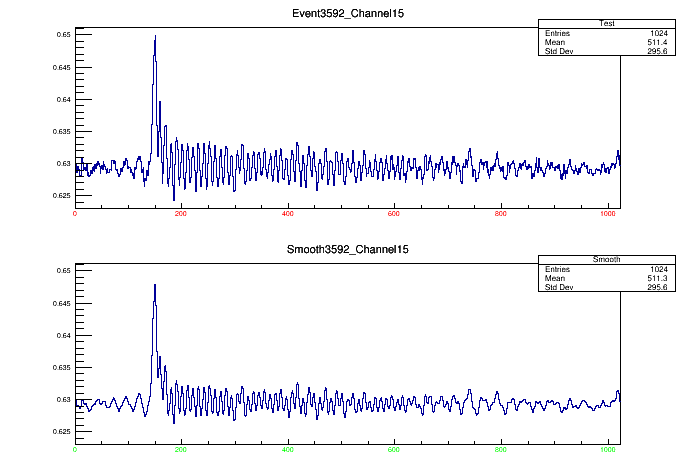 Event3592_Channel15
Test
Entries 1024
Mean 511.4
Std Dev 295.6
0.65
0.645
0.64
0.635
0.63
0.625
0 200 400 600 800 1000
Smooth3592_Channel15
Smooth
Entries 1024
Mean 511.3
Std Dev 295.6
0.65
0.645
0.64
0.635
0.63
0.625
0 200 400 600 800 1000